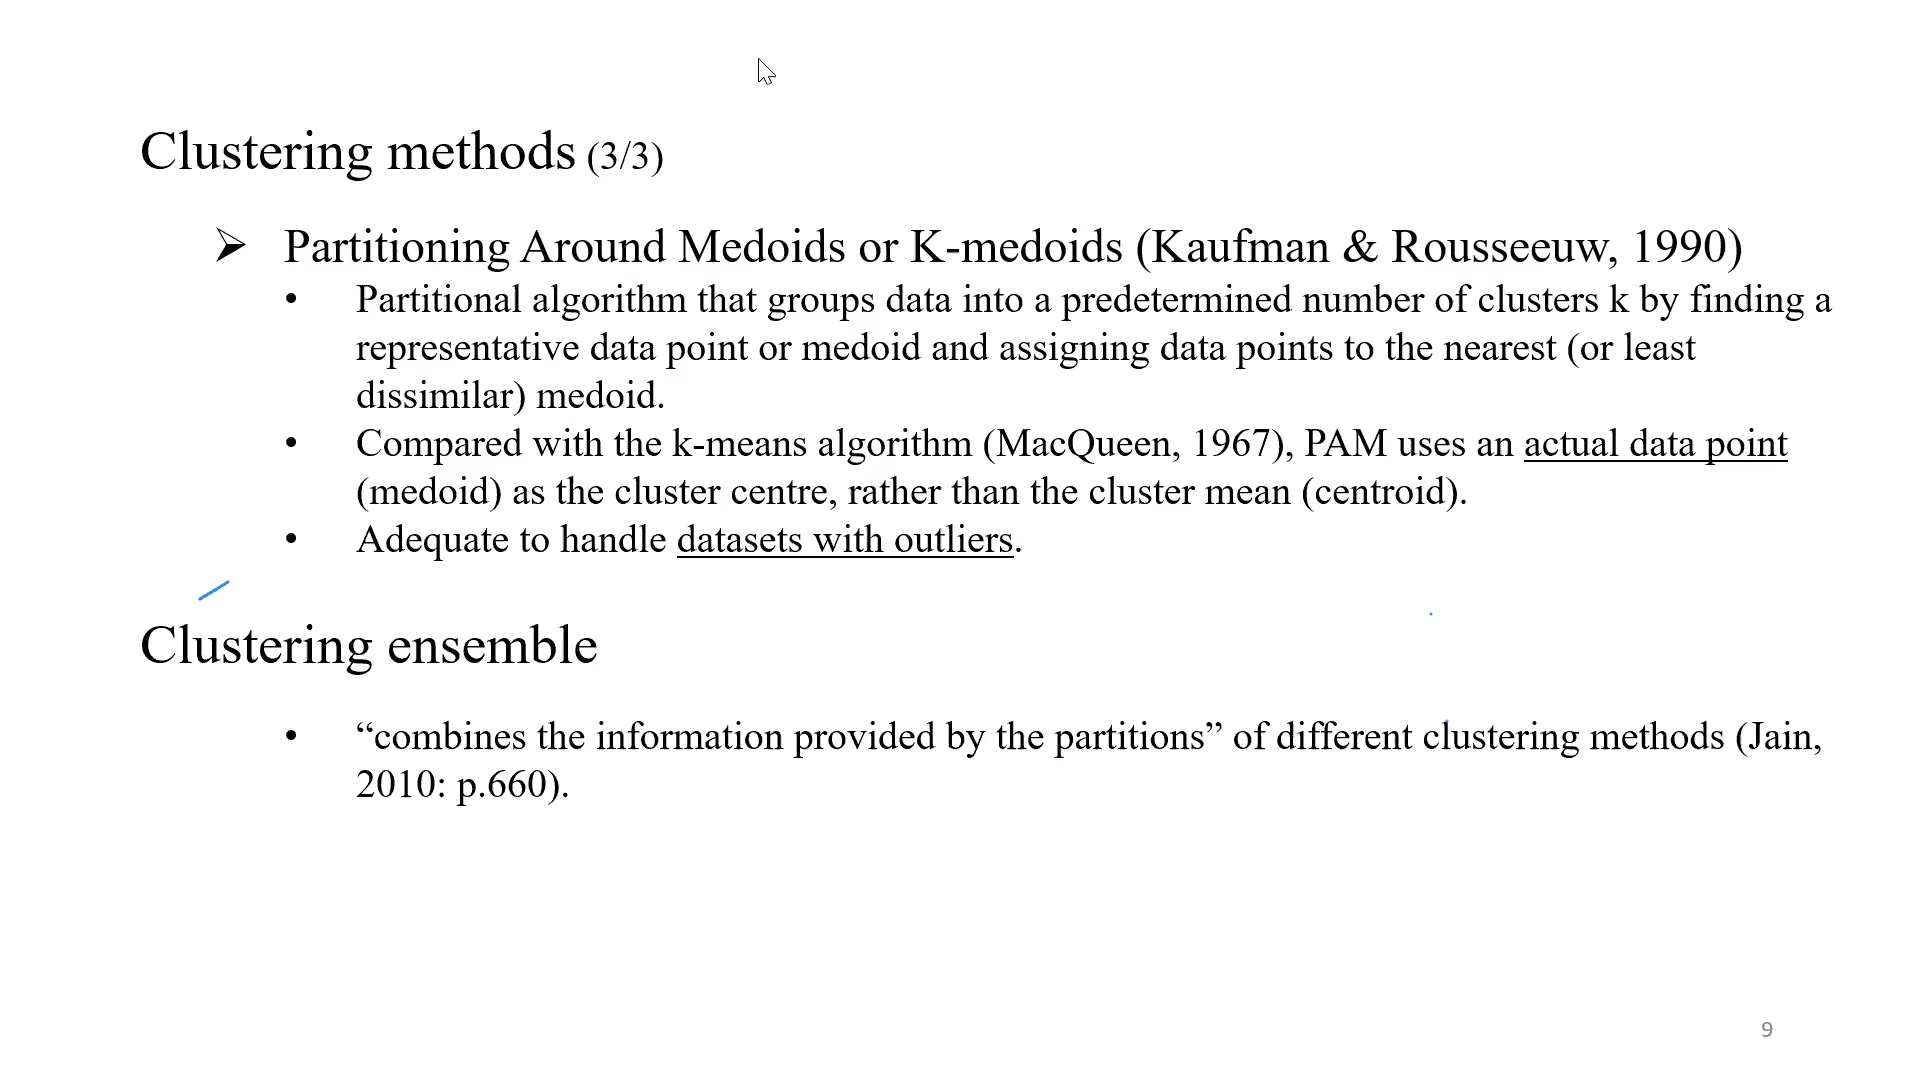 Clustering methods (3/3)
➢ Partitioning Around Medoids or K-medoids (Kaufman & Rousseeuw, 1990)
• Partitional algorithm that groups data into a predetermined number of clusters k by finding a
representative data point or medoid and assigning data points to the nearest (or least
dissimilar) medoid.
• Compared with the k-means algorithm (MacQueen, 1967), PAM uses an actual data point
(medoid) as the cluster centre, rather than the cluster mean (centroid).
• Adequate to handle datasets with outliers.
Clustering ensemble
• “combines the information provided by the partitions” of different clustering methods (Jain,
2010: p.660).
9